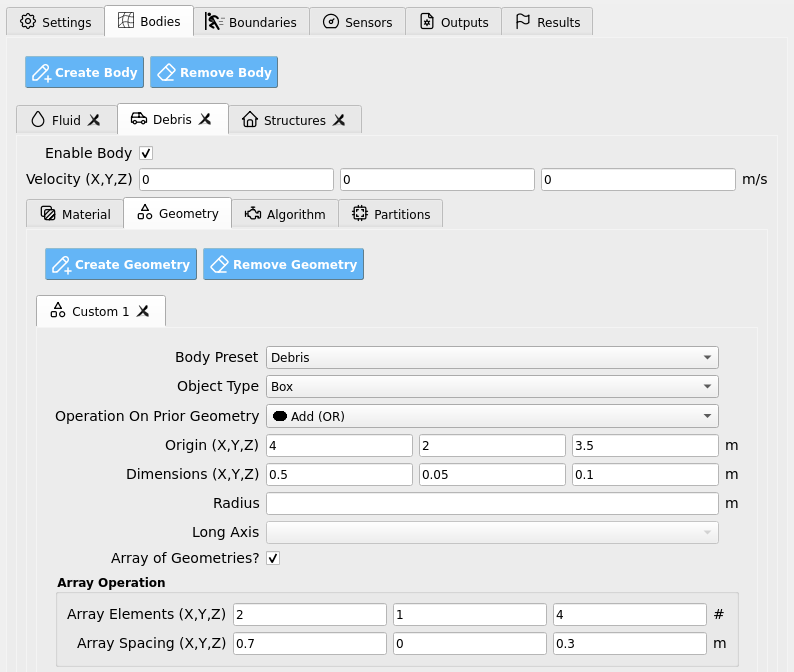 Settings Bodies Boundaries Sensors Outputs Results
Create Body Remove Body
Fluid Debris Structures
Enable Body
Velocity (X,Y,Z) 0 0 0 m/s
Material Geometry Algorithm Partitions
Create Geometry Remove Geometry
Custom 1
Body Preset Debris
Object Type Box
Operation On Prior Geometry Add (OR)
Origin (X,Y,Z) 4 2 3.5 m
Dimensions (X,Y,Z) 0.5 0.05 0.1 m
Radius m
Long Axis
Array of Geometries?
Array Operation
Array Elements (X,Y,Z) 2 1 4 #
Array Spacing (X,Y,Z) 0.7 0 0.3 m